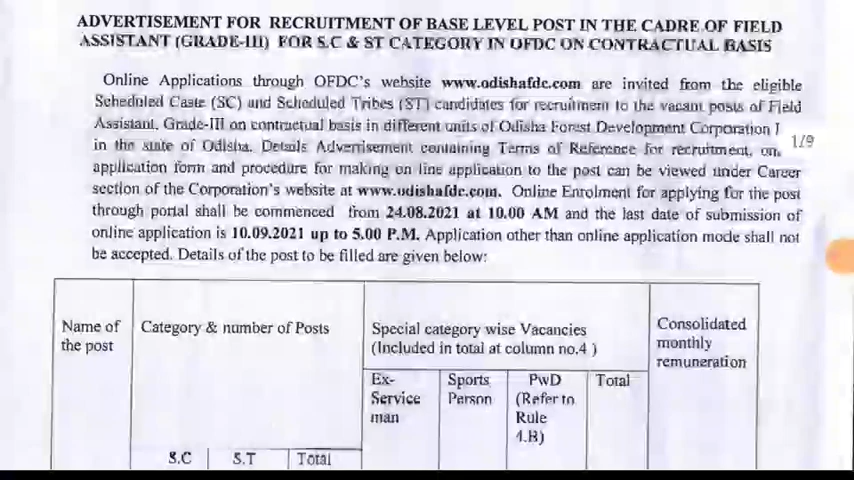 ADVERTISEMENT FOR RECRUITMENT OF BASE LEVEL POST IN THE CADRE OF FIELD
ASSISTANT (GRADE-III) FOR S.C & ST CATEGORY IN OFDC ON CONTRACTUAL BASIS
Online Applications through OFDC's website www.odishafdc.com are invited from the eligible
Scheduled Caste (SC) and Scheduled Tribes (ST) candidates for recruitment to the vacant posts of Field
Assistant, Grade-III on contractual basis in different units of Odisha Forest Development Corporation
1/9
in the state of Odisha. Details Advertisement containing Terms of Reference for recruitment, on
application form and procedure for making on line application to the post can be viewed under Career
section of the Corporation's website at www.odishafdc.com. Online Enrolment for applying for the post
through portal shall be commenced from 24.08.2021 at 10.00 AM and the last date of submission of
online application is 10.09.2021 up to 5.00 P.M. Application other than online application mode shall not
be accepted. Details of the post to be filled are given below:
Name of
the post
Category & number of Posts
Special category wise Vacancies
(Included in total at column no.4 )
Consolidated
monthly
remuneration
Ex-
Service
man
Sports
Person
PwD
(Refer to
Rule
4.B)
Total
S.C
S.T
Total